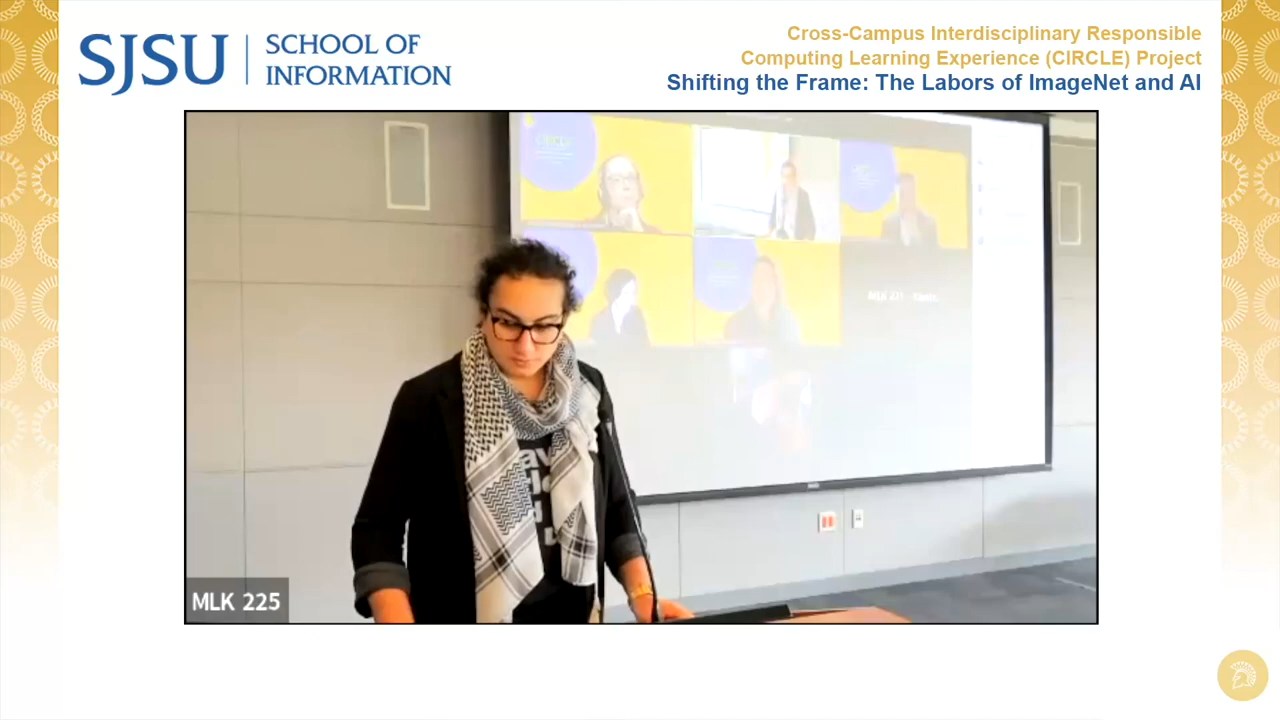 SJSU
SCHOOL OF
INFORMATION
Cross-Campus Interdisciplinary Responsible
Computing Learning Experience (CIRCLE) Project
Shifting the Frame: The Labors of ImageNet and AI
MLK 225